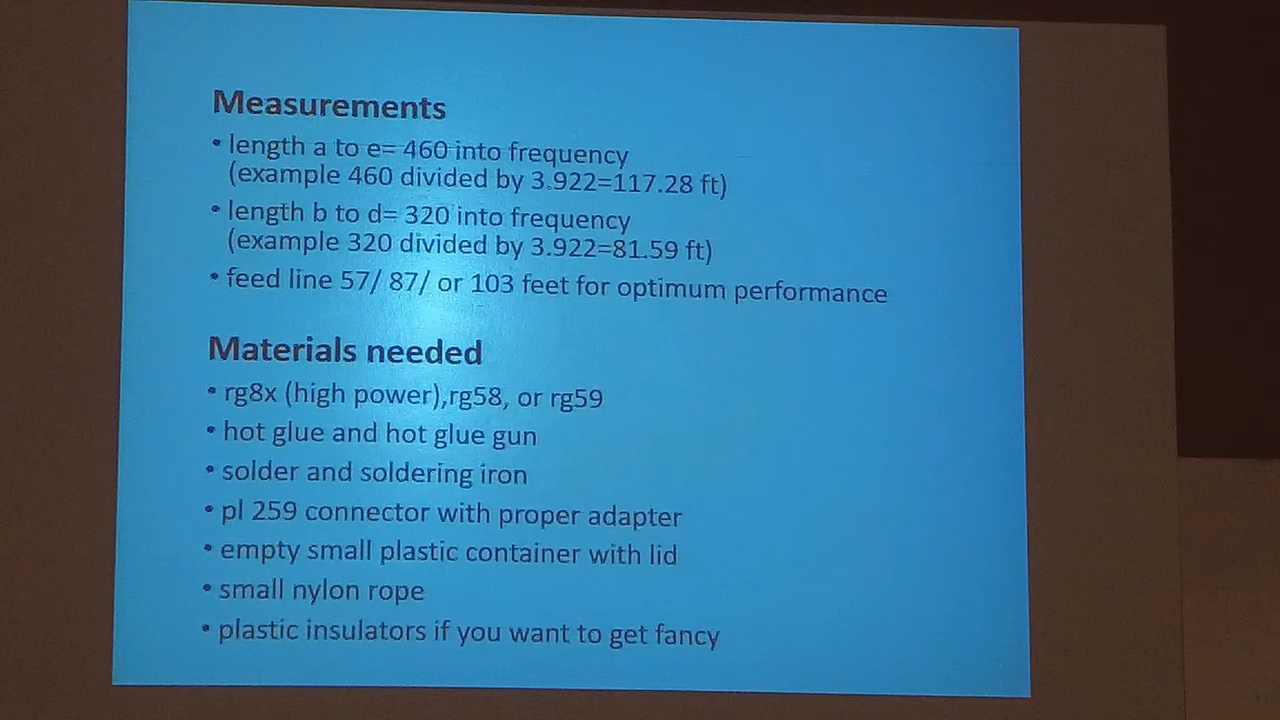 Measurements
• length a to e= 460 into frequency
(example 460 divided by 3.922=117.28 ft)
• length b to d= 320 into frequency
(example 320 divided by 3.922=81.59 ft)
• feed line 57/ 87/ or 103 feet for optimum performance
Materials needed
• rg8x (high power),rg58, or rg59
• hot glue and hot glue gun
• solder and soldering iron
• pl 259 connector with proper adapter
• empty small plastic container with lid
• small nylon rope
• plastic insulators if you want to get fancy